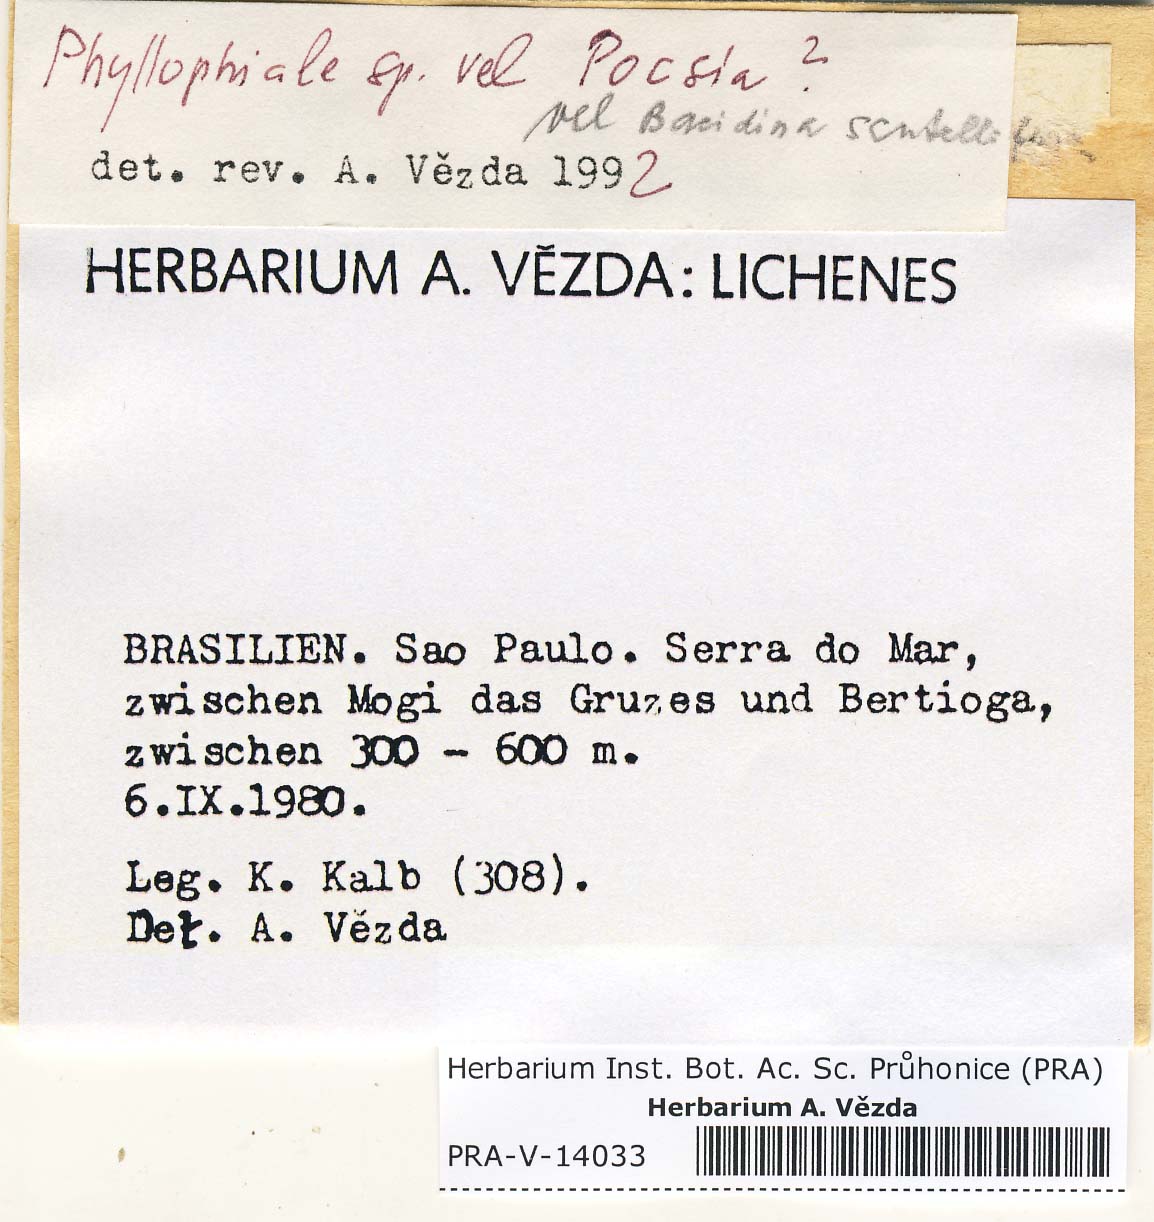 Phyllophiale sp. vel Pocsia ?
vel Bacidina scutellifera
det. rev. A. Vězda 1992
HERBARIUM A. VĚZDA: LICHENES
BRASILIEN. Sao Paulo. Serra do Mar,
zwischen Mogi das Gruzes und Bertioga,
zwischen 300 - 600 m.
6.IX.1980.
Leg. K. Kalb (308).
Det. A. Vězda
Herbarium Inst. Bot. Ac. Sc. Průhonice (PRA)
Herbarium A. Vězda
PRA-V-14033